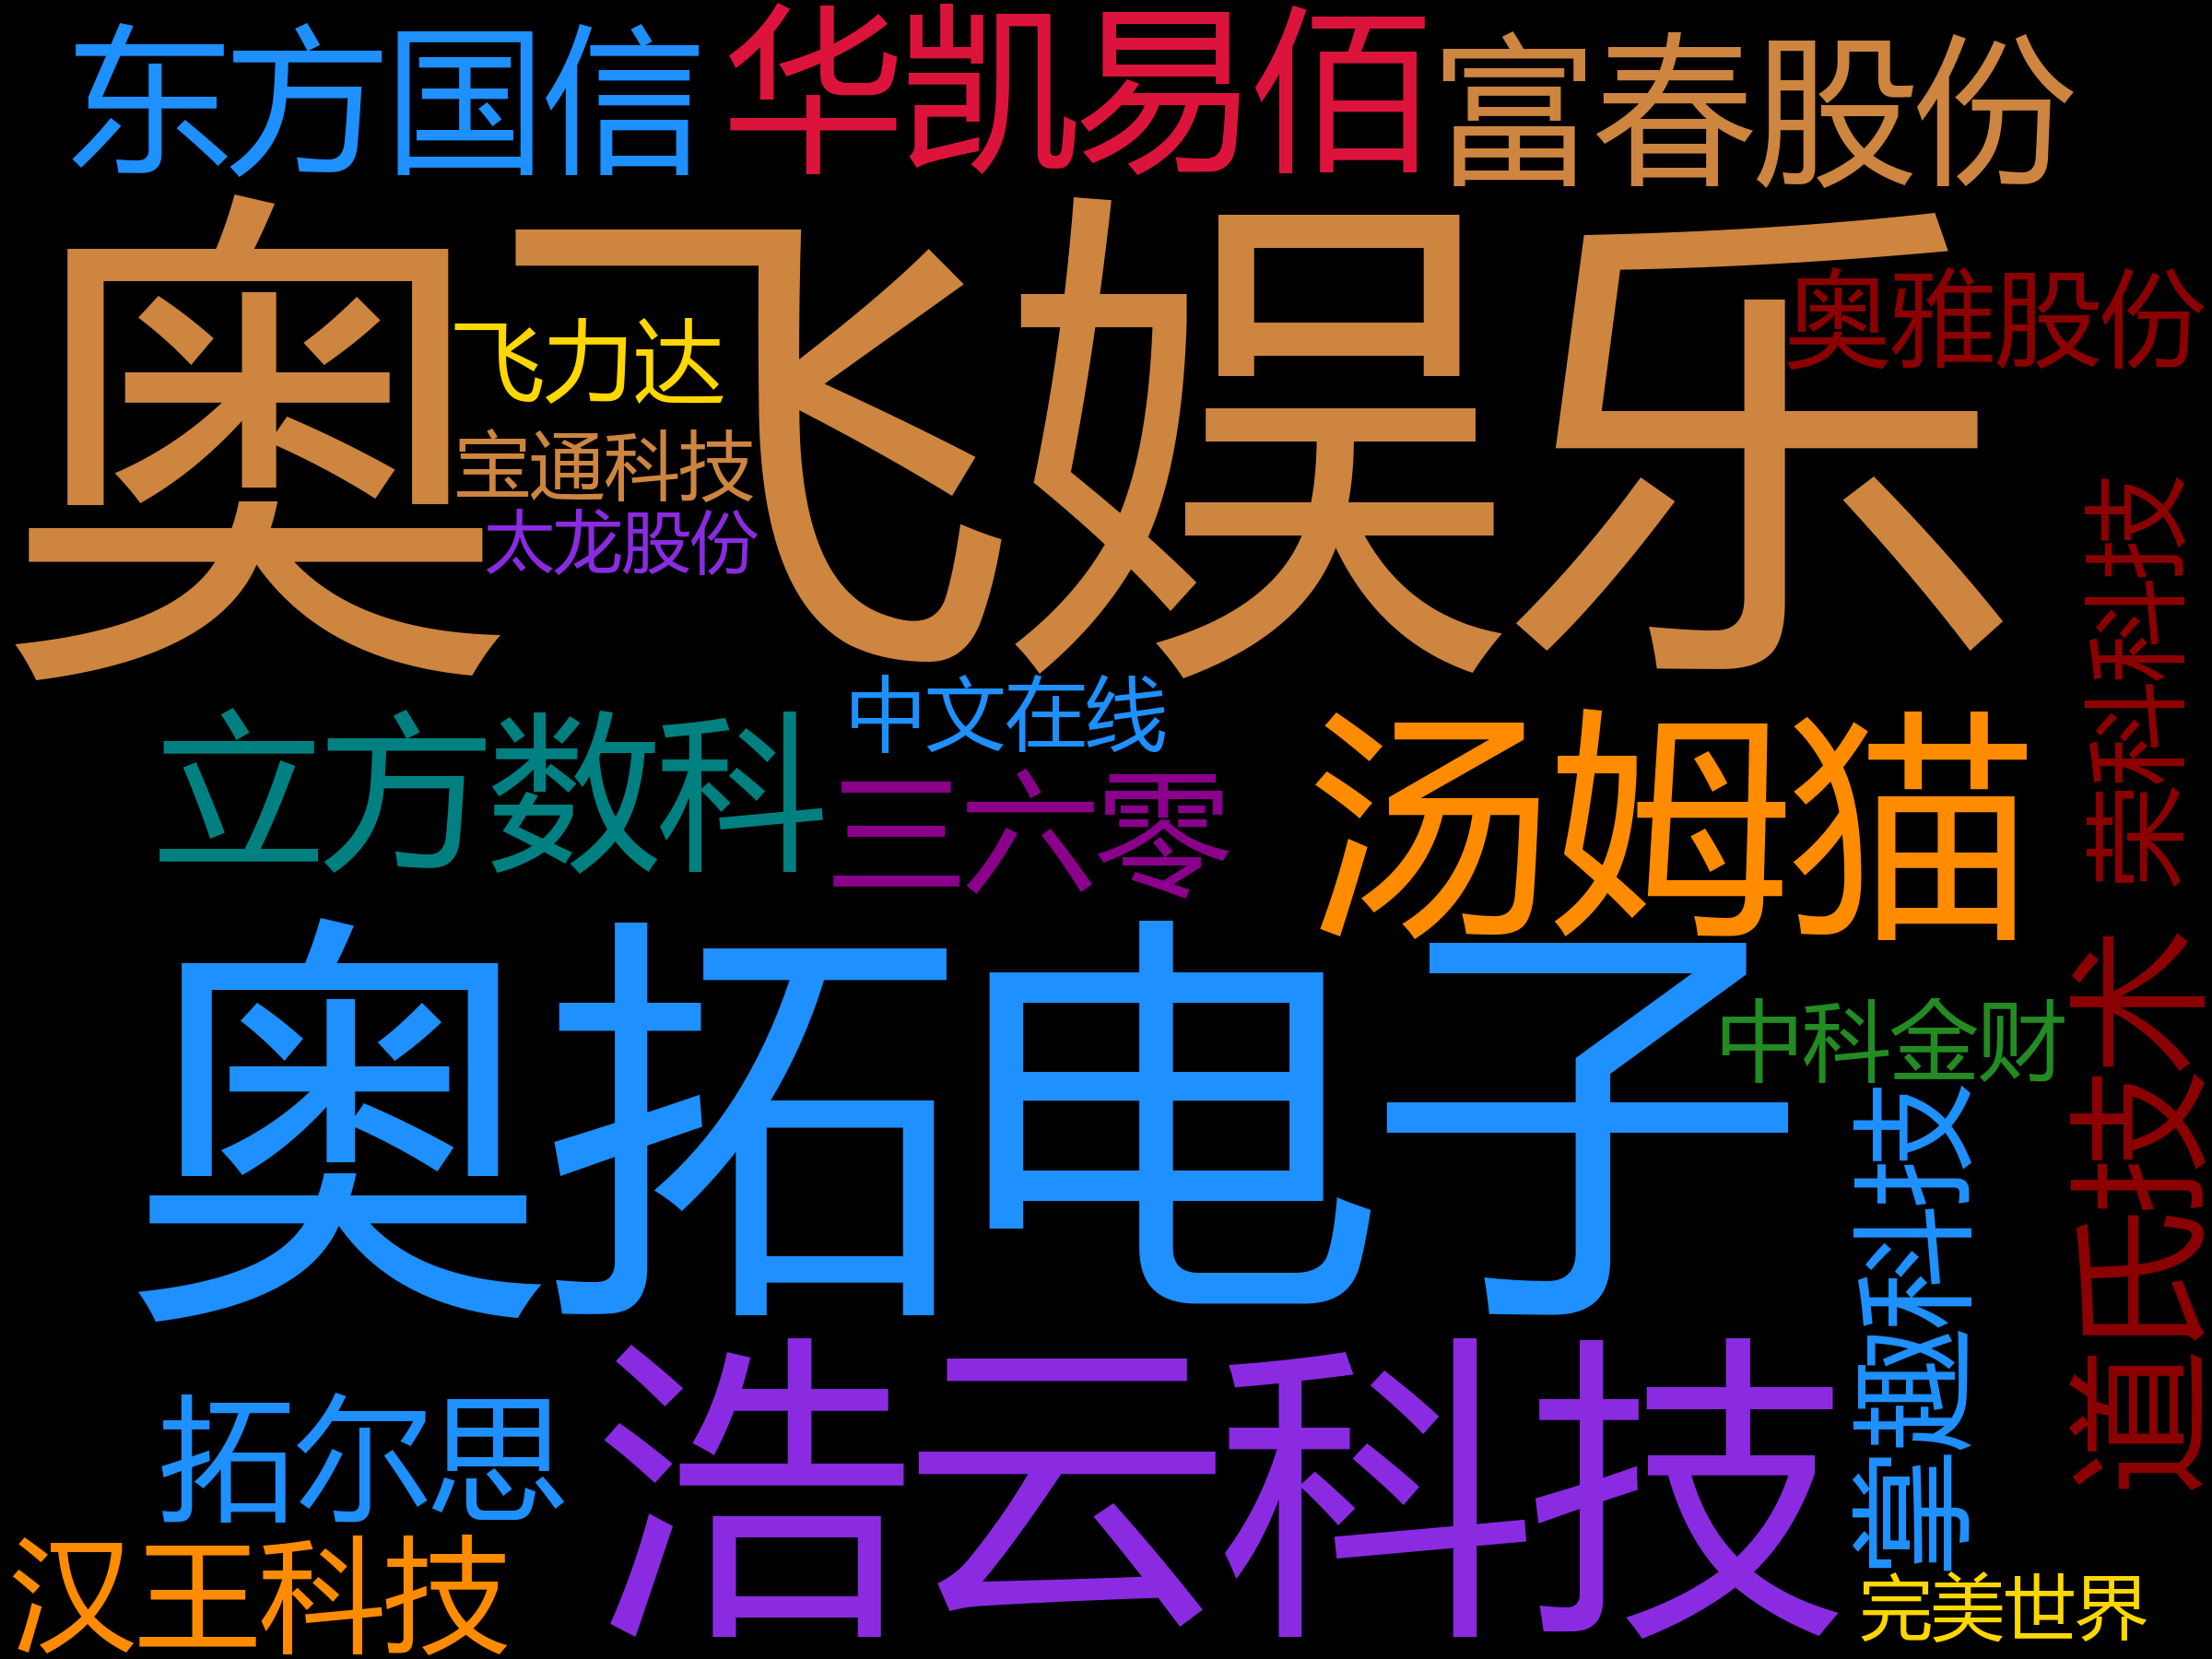 东方国信
华凯易佰
富春股份
奥飞娱乐
奥雅股份
飞力达
宝通科技
大龙股份
荣科科技
中文在线
立方数科
三六零
汤姆猫
奥拓电子
中科金财
值氏技术
掌趣科技
浩云科技
拓尔思
汉王科技
完美世界